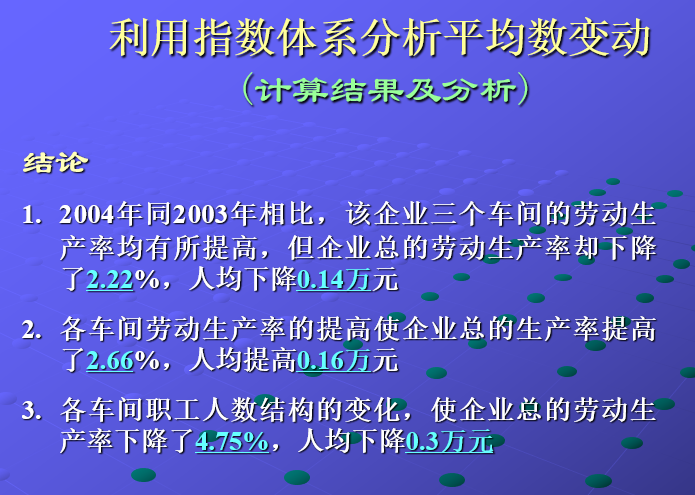 利用指数体系分析平均数变动
（计算结果及分析）
结论
1. 2004年同2003年相比，该企业三个车间的劳动生
产率均有所提高，但企业总的劳动生产率却下降
了2.22%，人均下降0.14万元
2. 各车间劳动生产率的提高使企业总的生产率提高
了2.66%，人均提高0.16万元
3. 各车间职工人数结构的变化，使企业总的劳动生
产率下降了4.75%，人均下降0.3万元